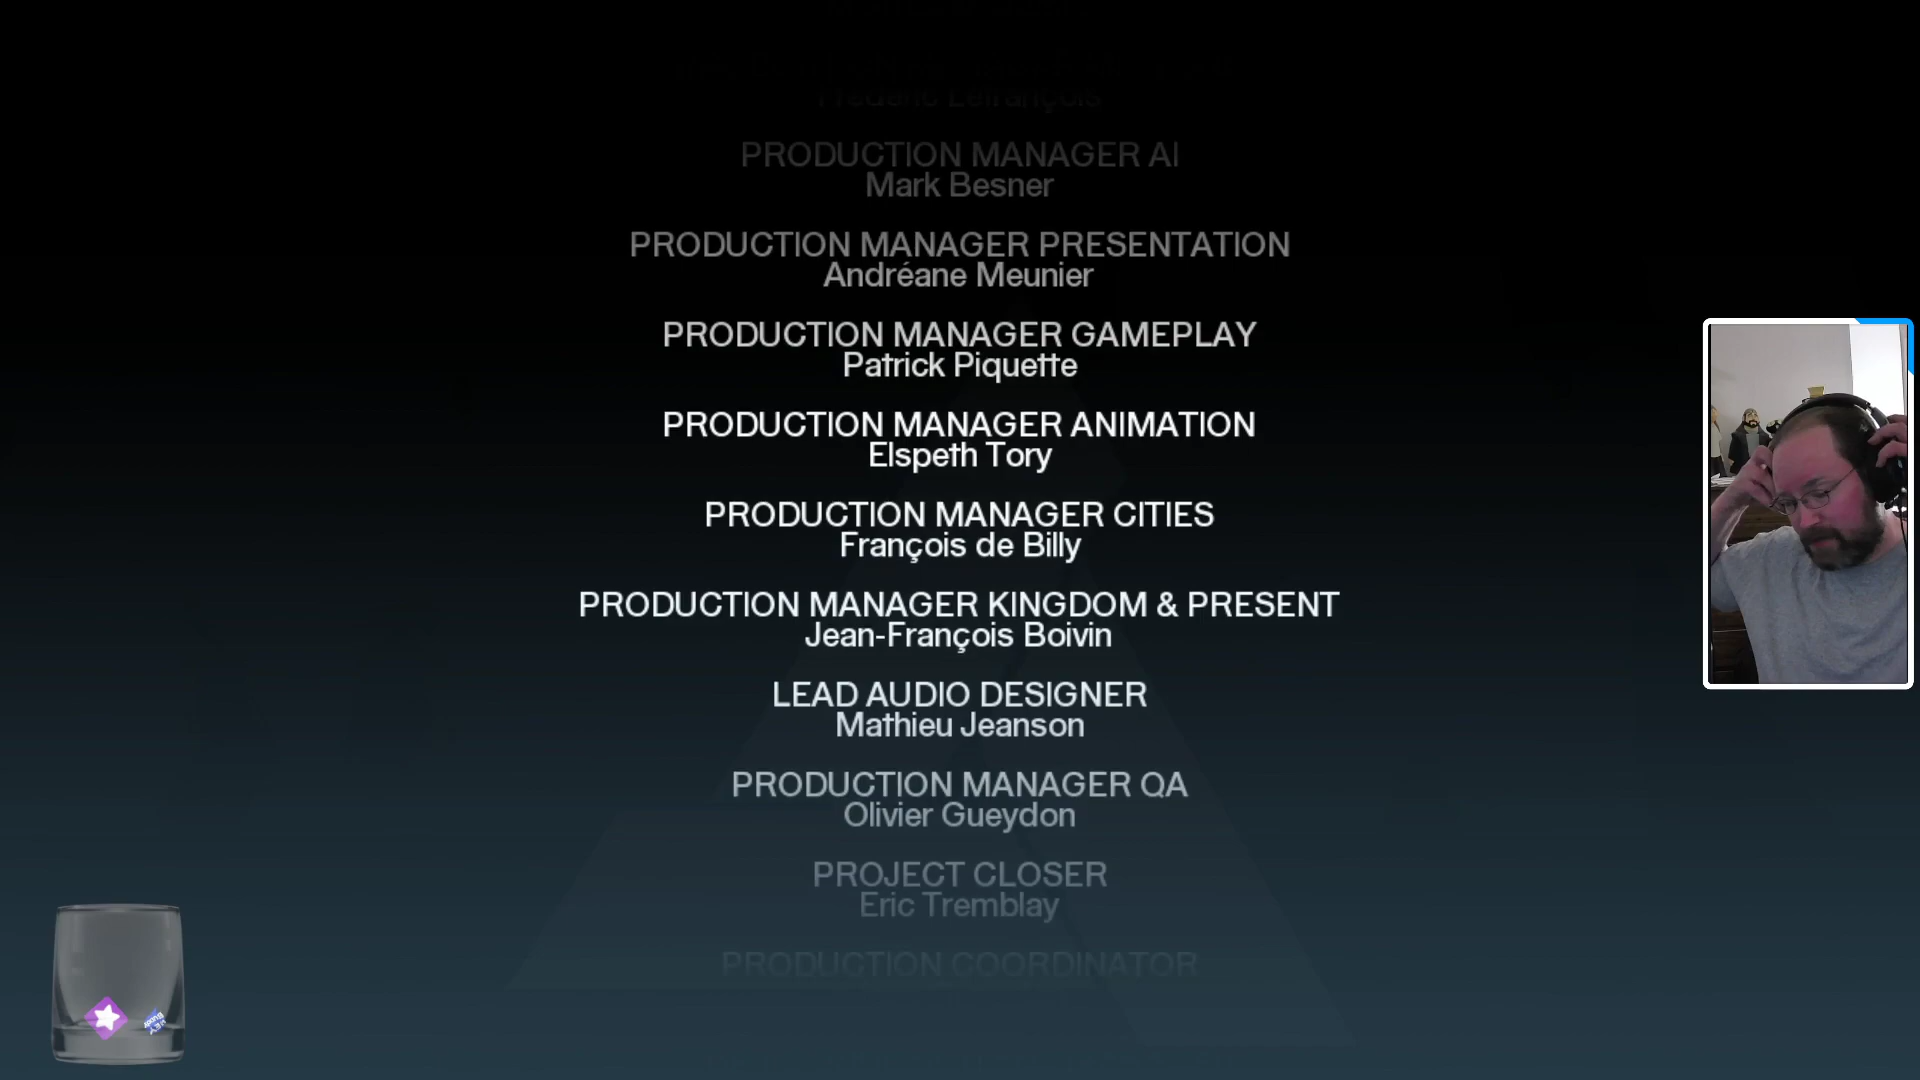 Frédéric Lefrançois
PRODUCTION MANAGER AI
Mark Besner
PRODUCTION MANAGER PRESENTATION
Andréane Meunier
PRODUCTION MANAGER GAMEPLAY
Patrick Piquette
PRODUCTION MANAGER ANIMATION
Elspeth Tory
PRODUCTION MANAGER CITIES
François de Billy
PRODUCTION MANAGER KINGDOM & PRESENT
Jean-François Boivin
LEAD AUDIO DESIGNER
Mathieu Jeanson
PRODUCTION MANAGER QA
Olivier Gueydon
PROJECT CLOSER
Eric Tremblay
PRODUCTION COORDINATOR